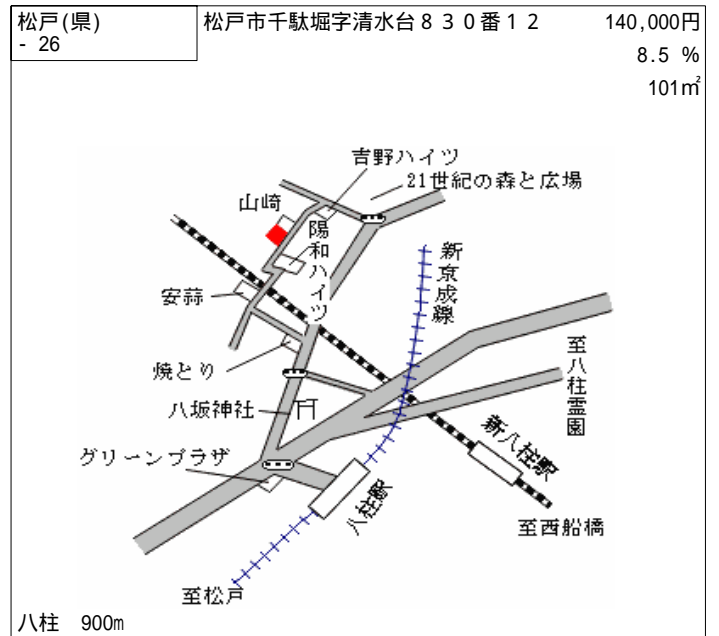 松戸(県)
- 26
松戸市千駄堀字清水台８３０番１２
140,000円
8.5 %
101㎡
吉野ハイツ
21世紀の森と広場
山崎
陽和ハイツ
新京成線
安蒜
焼とり
至八柱霊園
八坂神社
新八柱駅
グリーンプラザ
八柱駅
至西船橋
至松戸
八柱 900m